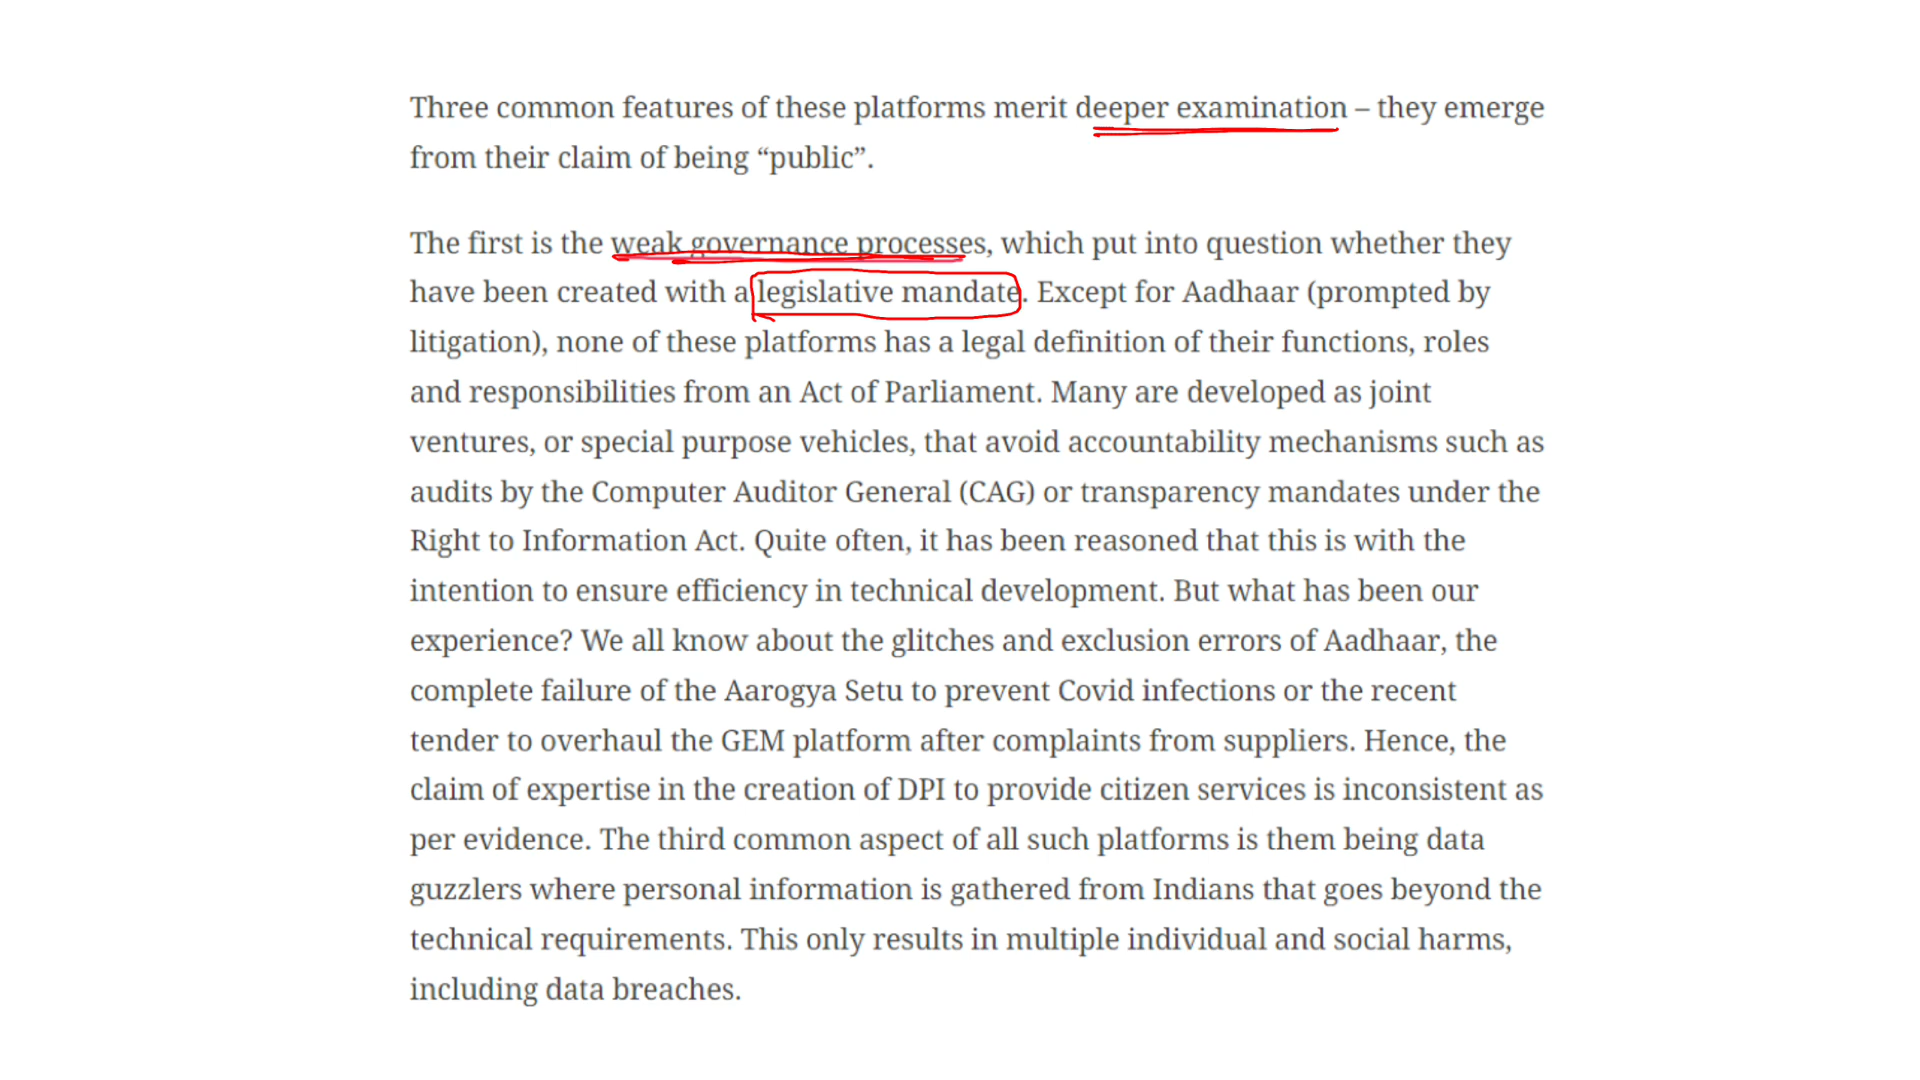 Three common features of these platforms merit deeper examination – they emerge
from their claim of being “public”.
The first is the weak governance processes, which put into question whether they
have been created with a legislative mandate. Except for Aadhaar (prompted by
litigation), none of these platforms has a legal definition of their functions, roles
and responsibilities from an Act of Parliament. Many are developed as joint
ventures, or special purpose vehicles, that avoid accountability mechanisms such as
audits by the Computer Auditor General (CAG) or transparency mandates under the
Right to Information Act. Quite often, it has been reasoned that this is with the
intention to ensure efficiency in technical development. But what has been our
experience? We all know about the glitches and exclusion errors of Aadhaar, the
complete failure of the Aarogya Setu to prevent Covid infections or the recent
tender to overhaul the GEM platform after complaints from suppliers. Hence, the
claim of expertise in the creation of DPI to provide citizen services is inconsistent as
per evidence. The third common aspect of all such platforms is them being data
guzzlers where personal information is gathered from Indians that goes beyond the
technical requirements. This only results in multiple individual and social harms,
including data breaches.